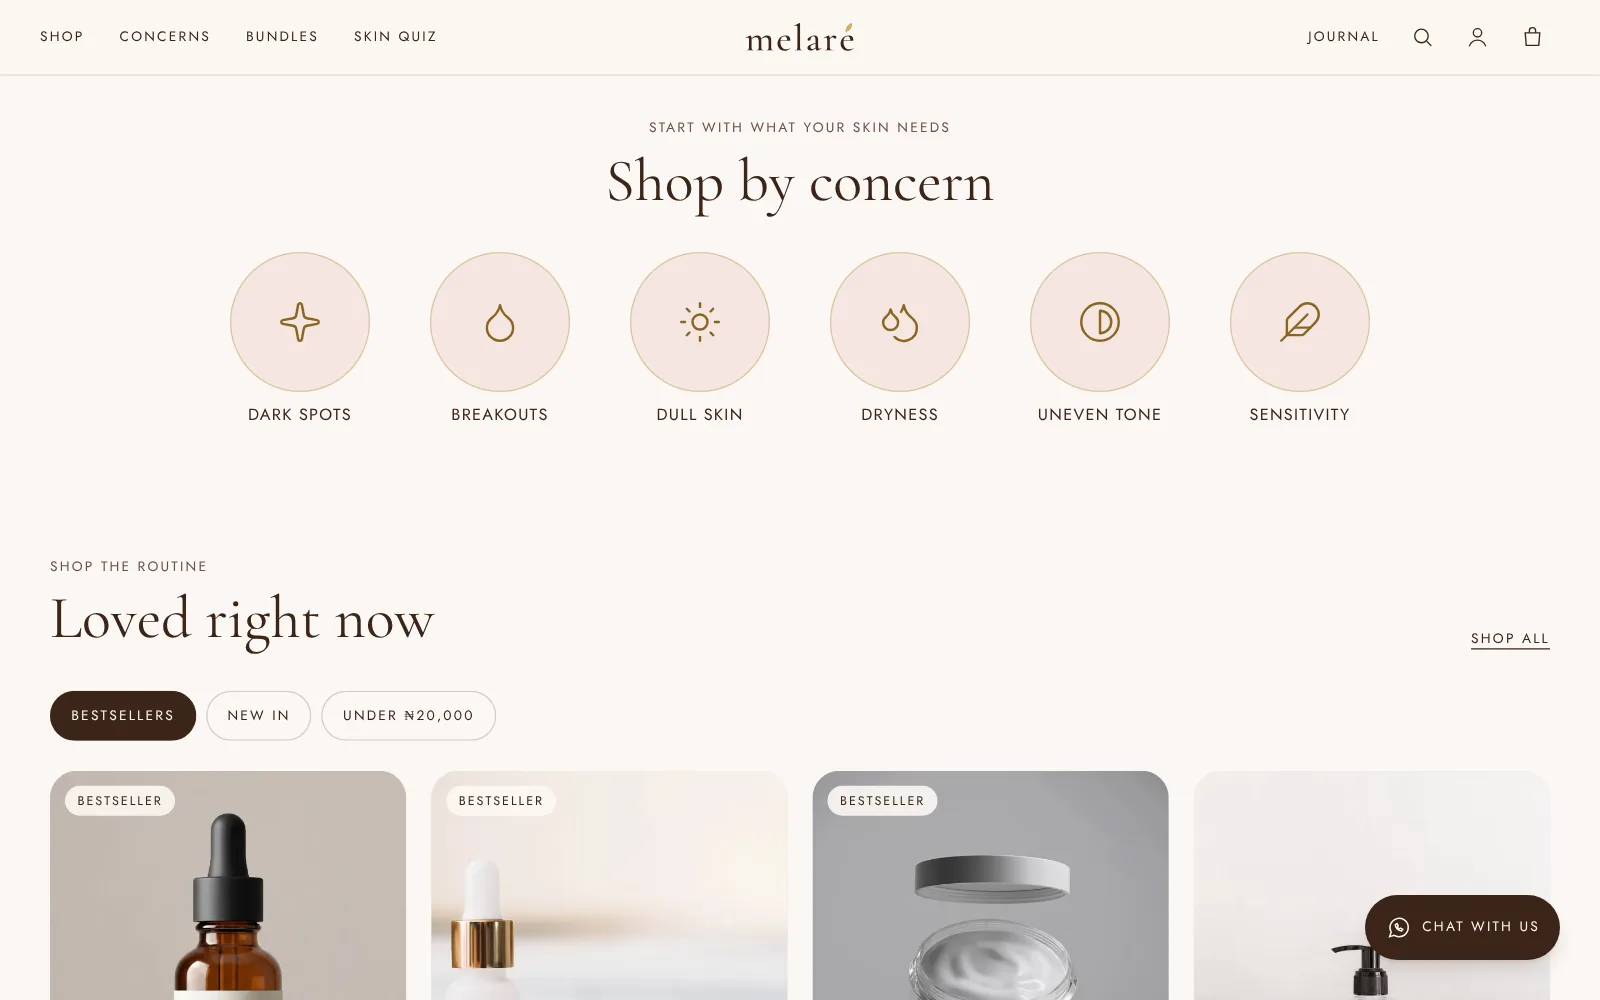 SHOP CONCERNS BUNDLES SKIN QUIZ melaré JOURNAL
START WITH WHAT YOUR SKIN NEEDS
Shop by concern
DARK SPOTS BREAKOUTS DULL SKIN DRYNESS UNEVEN TONE SENSITIVITY
SHOP THE ROUTINE
Loved right now
SHOP ALL
BESTSELLERS NEW IN UNDER ₦20,000
BESTSELLER BESTSELLER BESTSELLER
CHAT WITH US